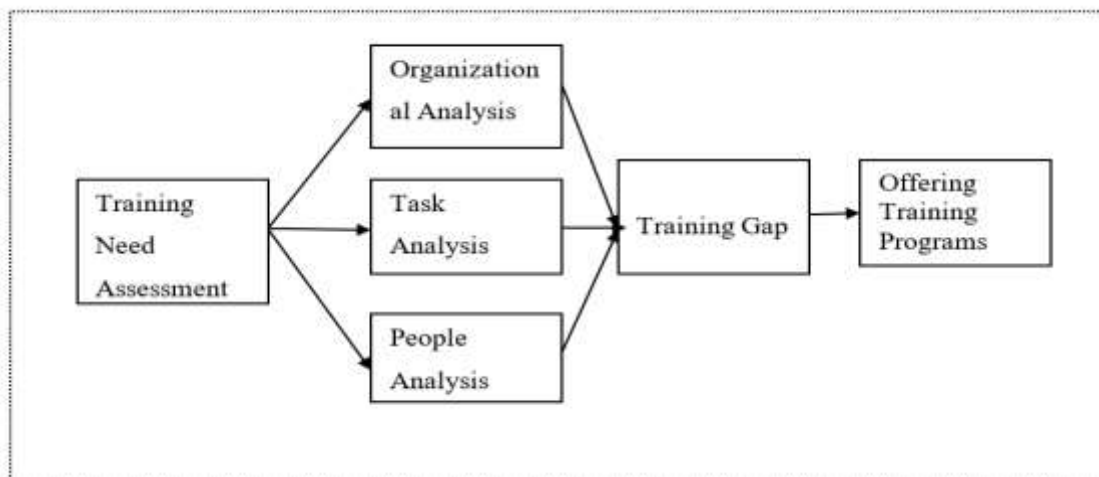 Training
Need
Assessment
Organization
al Analysis
Task
Analysis
People
Analysis
Training Gap
Offering
Training
Programs